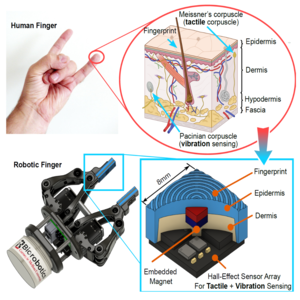 Human Finger
Meissner's corpuscle
(tactile corpuscle)
Fingerprint
Epidermis
Dermis
Hypodermis
Fascia
Pacinian corpuscle
(vibration sensing)
Robotic Finger
8mm
Fingerprint
Epidermis
Dermis
Embedded
Magnet
Hall-Effect Sensor Array
For Tactile + Vibration Sensing